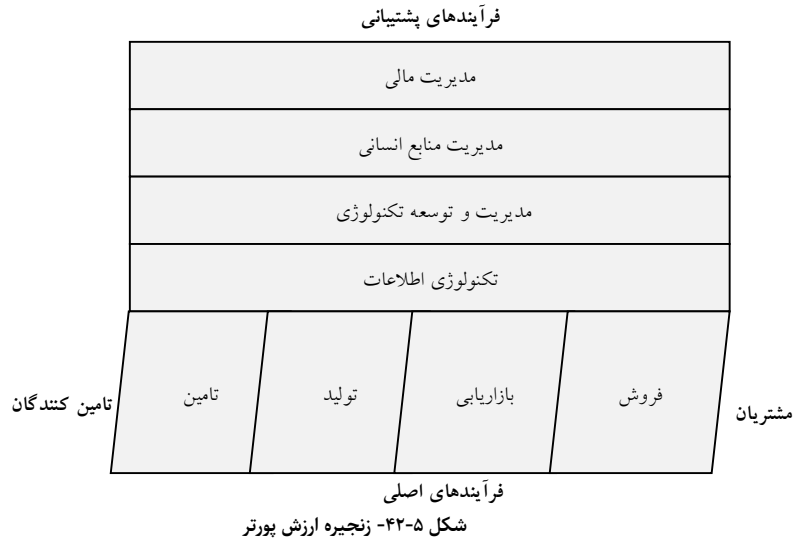 فرآیندهای پشتیبانی
مدیریت مالی
مدیریت منابع انسانی
مدیریت و توسعه تکنولوژی
تکنولوژی اطلاعات
مشتریان
فروش
بازاریابی
تولید
تامین
تامین کنندگان
فرآیندهای اصلی
شکل ۵-۴۲- زنجیره ارزش پورتر